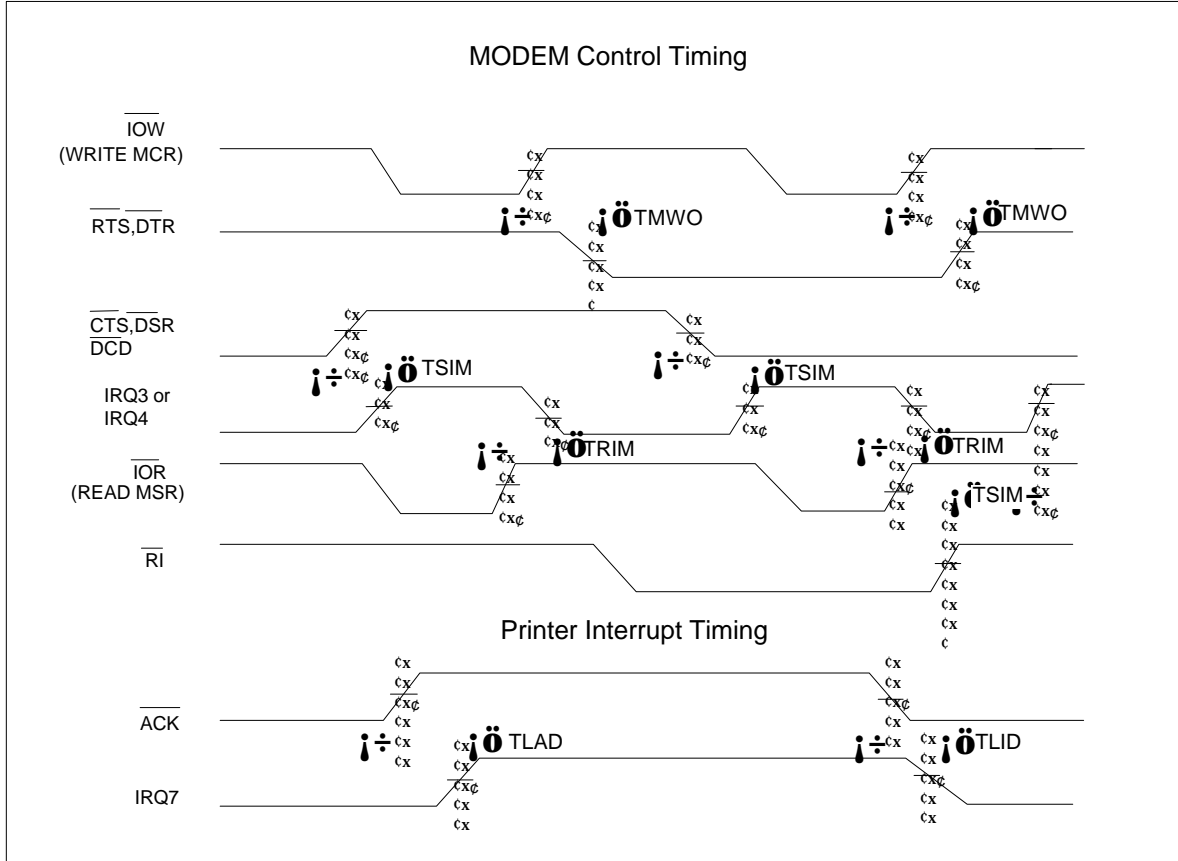 MODEM Control Timing
IOW
(WRITE MCR)
¢x
¢x
¢x
¢x
¢x
¢x
¡÷ ¢x¢
¡÷ ¢x¢
RTS,DTR
¡Ö TMWO
¡Ö TMWO
¢x
¢x
¢x
¢x
¢
¢x
¢x
¢x
¢x¢
CTS,DSR
DCD
¢x
¢x
¢x¢
¡÷ ¢x¢
¢x
¢x
¡÷ ¢x¢
IRQ3 or
IRQ4
¡Ö TSIM
¡Ö TSIM
¢x
¢x
¢x¢
¢x
¢x
¢x¢
¢x
¢x
¢x¢
¢x
¢x
¢x¢
¢x
¢x
¢x¢
¡÷
¡Ö TRIM
¡÷
¡Ö TRIM
IOR
(READ MSR)
¢x
¢x
¢x
¢x¢
¢x
¢x
¢x¢
¢x
¢x
¡Ö TSIM ¡÷
¢x
¢x
¢x
¢x¢
RI
¢x
¢x
¢x
¢x
¢x
¢x
¢x
¢
Printer Interrupt Timing
ACK
¢x
¢x
¢x¢
¢x
¢x
¢x
¡÷
¢x
¢x
¢x¢
¢x
¢x
¡÷
IRQ7
¡Ö TLAD
¢x
¢x
¢x¢
¢x
¢x
¡Ö TLID
¢x
¢x
¢x¢
¢x
¢x